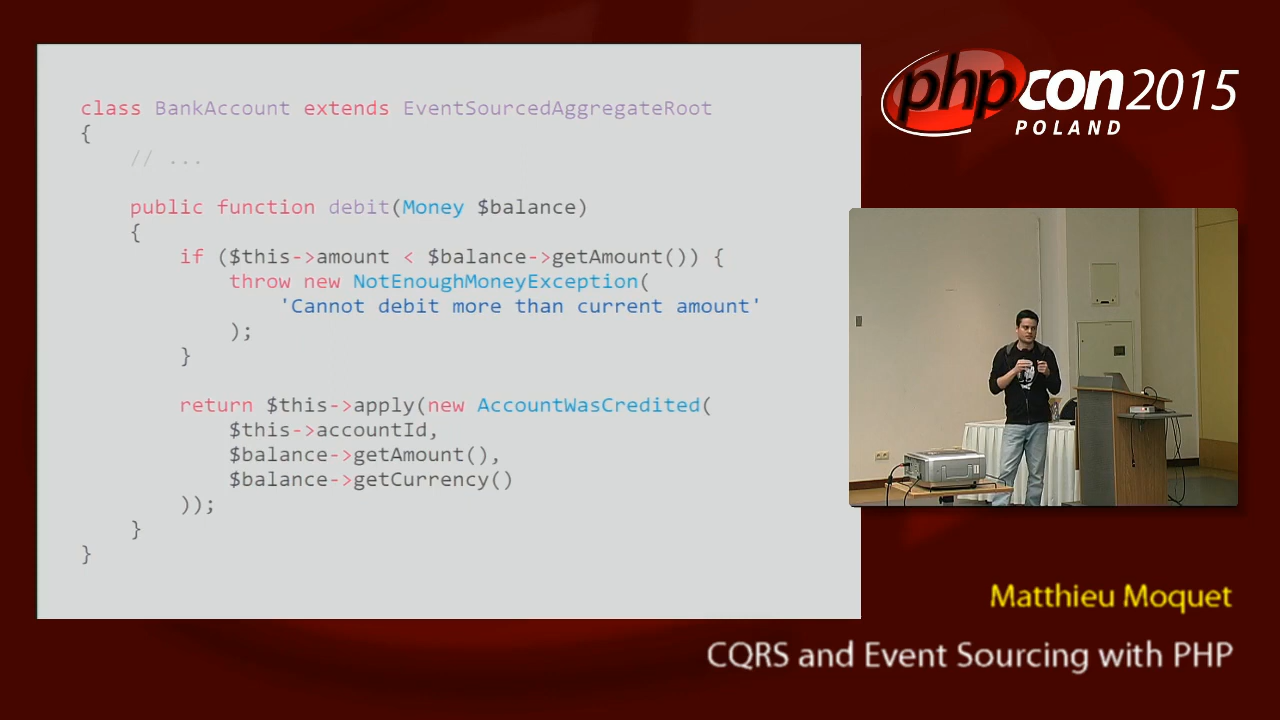 class BankAccount extends EventSourcedAggregateRoot
{
// ...
public function debit(Money $balance)
{
if ($this->amount < $balance->getAmount()) {
throw new NotEnoughMoneyException(
'Cannot debit more than current amount'
);
}
return $this->apply(new AccountWasCredited(
$this->accountId,
$balance->getAmount(),
$balance->getCurrency()
));
}
}
phpcon2015
POLAND
Matthieu Moquet
CQRS and Event Sourcing with PHP